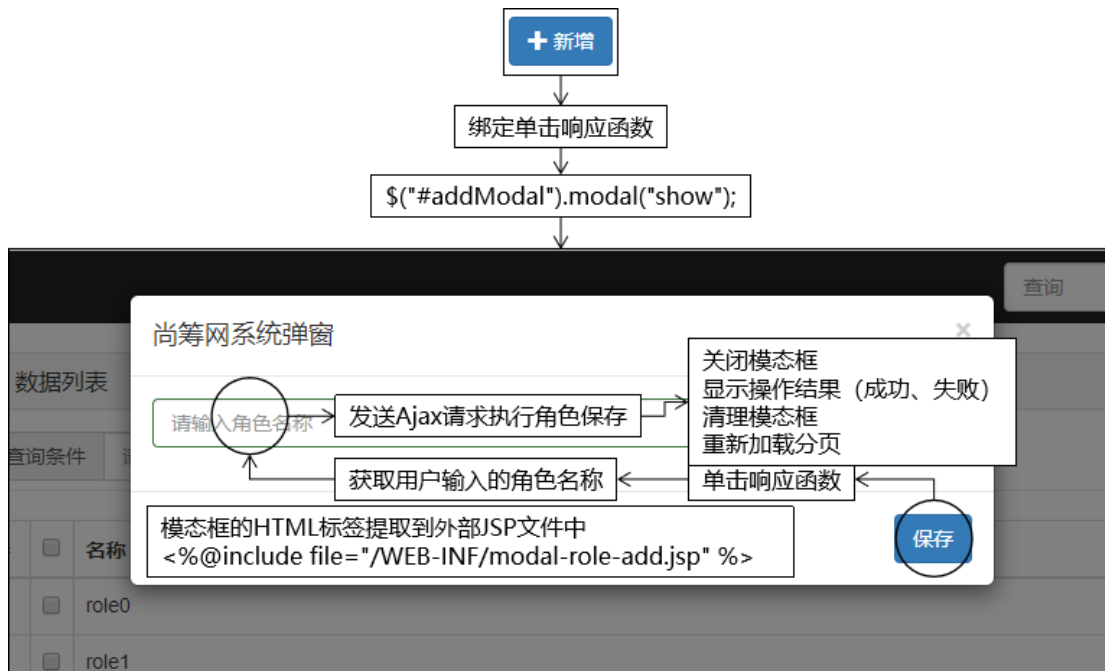 新增
绑定单击响应函数
$("#addModal").modal("show");
查询
尚筹网系统弹窗
×
数据列表
关闭模态框
显示操作结果（成功、失败）
清理模态框
重新加载分页
请输入角色名称
发送Ajax请求执行角色保存
查询条件
获取用户输入的角色名称
单击响应函数
模态框的HTML标签提取到外部JSP文件中
<%@include file="/WEB-INF/modal-role-add.jsp" %>
保存
名称
role0
role1